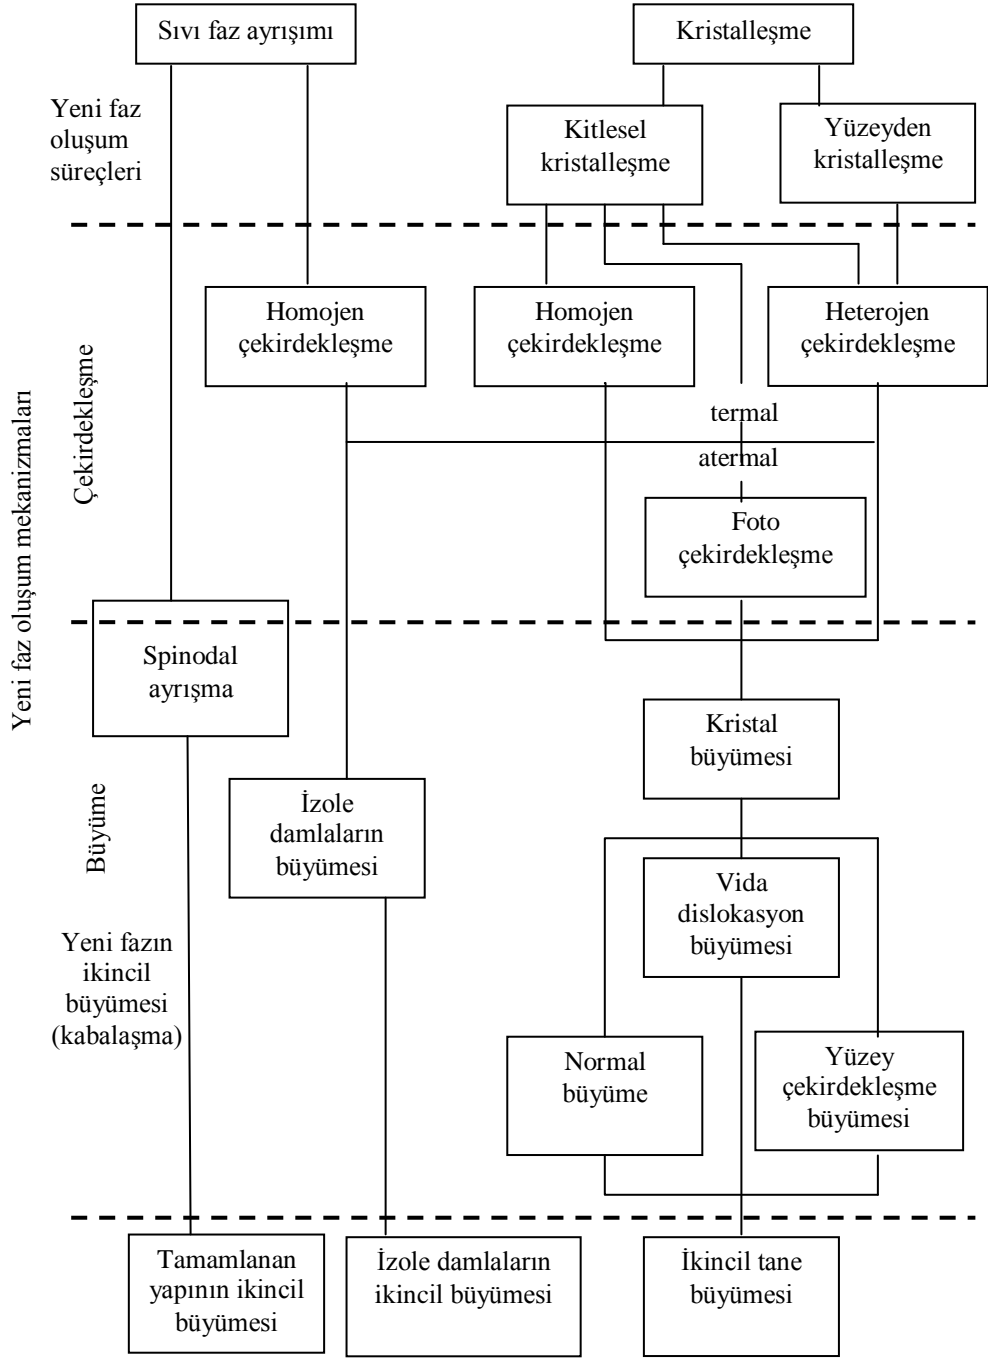 Sıvı faz ayrışımı
Kristalleşme
Yeni faz
oluşum
süreçleri
Kitlesel
kristalleşme
Yüzeyden
kristalleşme
Yeni faz oluşum mekanizmaları
Çekirdekleşme
Homojen
çekirdekleşme
Homojen
çekirdekleşme
Heterojen
çekirdekleşme
termal
atermal
Foto
çekirdekleşme
Spinodal
ayrışma
Kristal
büyümesi
Büyüme
İzole
damlaların
büyümesi
Vida
dislokasyon
büyümesi
Yeni fazın
ikincil
büyümesi
(kabalaşma)
Normal
büyüme
Yüzey
çekirdekleşme
büyümesi
Tamamlanan
yapının ikincil
büyümesi
İzole damlaların
ikincil büyümesi
İkincil tane
büyümesi